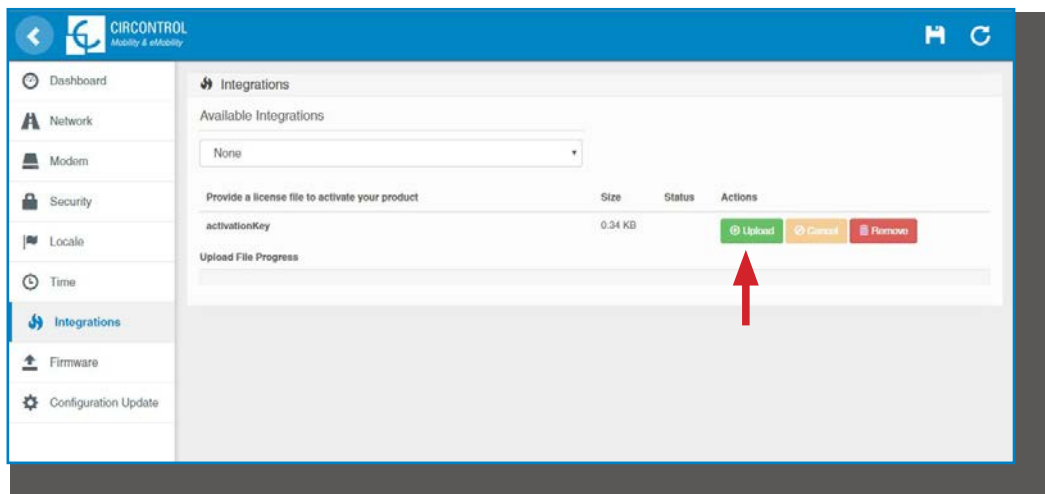 CIRCONTROL
Mobility & eMobility
Dashboard
Network
Modem
Security
Locale
Time
Integrations
Firmware
Configuration Update
Integrations
Available Integrations
None
Provide a license file to activate your product Size Status Actions
activationKey 0.34 KB Upload Cancel Remove
Upload File Progress